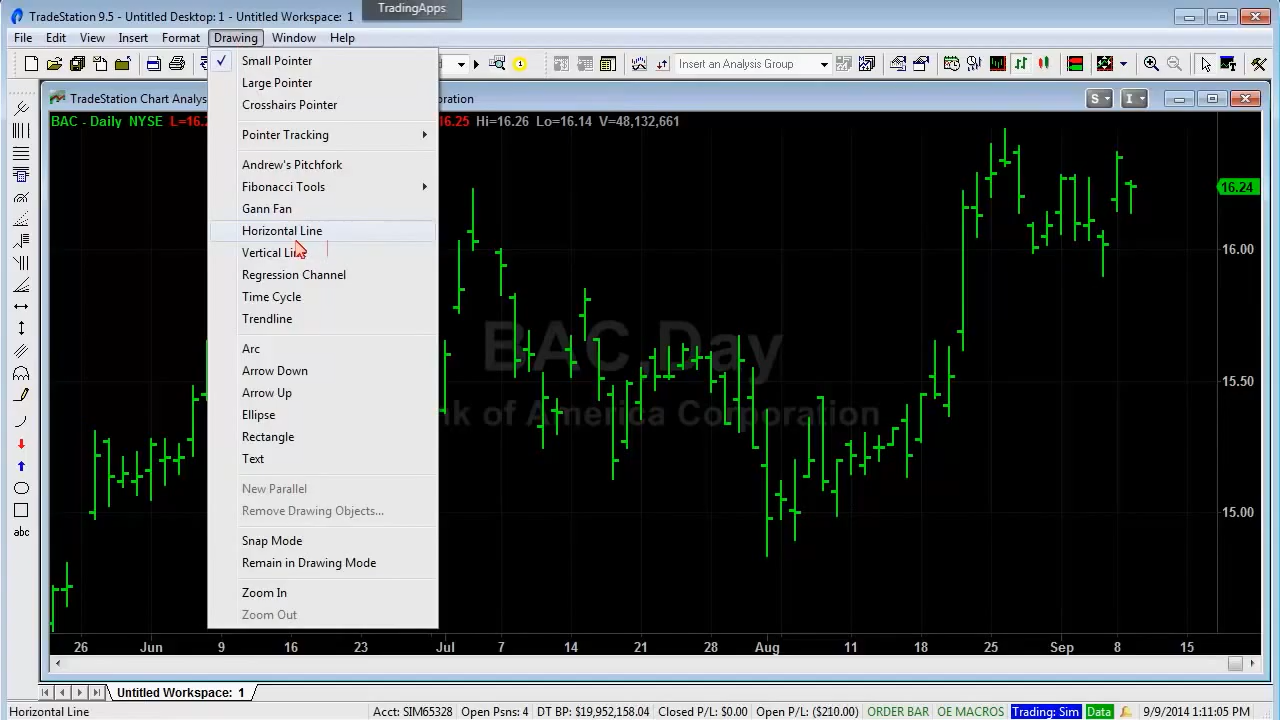 TradeStation 9.5 - Untitled Desktop: 1 - Untitled Workspace: 1
TradingApps
File Edit View Insert Format Drawing Window Help
Insert an Analysis Group
TradeStation Chart Analys
oration
S
I
BAC - Daily NYSE L=16.2
16.25 Hi=16.26 Lo=16.14 V=48,132,661
Small Pointer
Large Pointer
Crosshairs Pointer
Pointer Tracking
Andrew's Pitchfork
Fibonacci Tools
Gann Fan
Horizontal Line
Vertical Line
Regression Channel
Time Cycle
Trendline
Arc
Arrow Down
Arrow Up
Ellipse
Rectangle
Text
New Parallel
Remove Drawing Objects...
Snap Mode
Remain in Drawing Mode
Zoom In
Zoom Out
abc
BAC,Day
nk of America Corporation
16.24
16.00
15.50
15.00
26 Jun 9 16 23 Jul 7 14 21 28 Aug 11 18 25 Sep 8 15
Untitled Workspace: 1
Horizontal Line
Acct: SIM65328 Open Psns: 4 DT BP: $19,952,158.04 Closed P/L: $0.00 Open P/L: ($210.00) ORDER BAR OE MACROS Trading: Sim Data 9/9/2014 1:11:05 PM